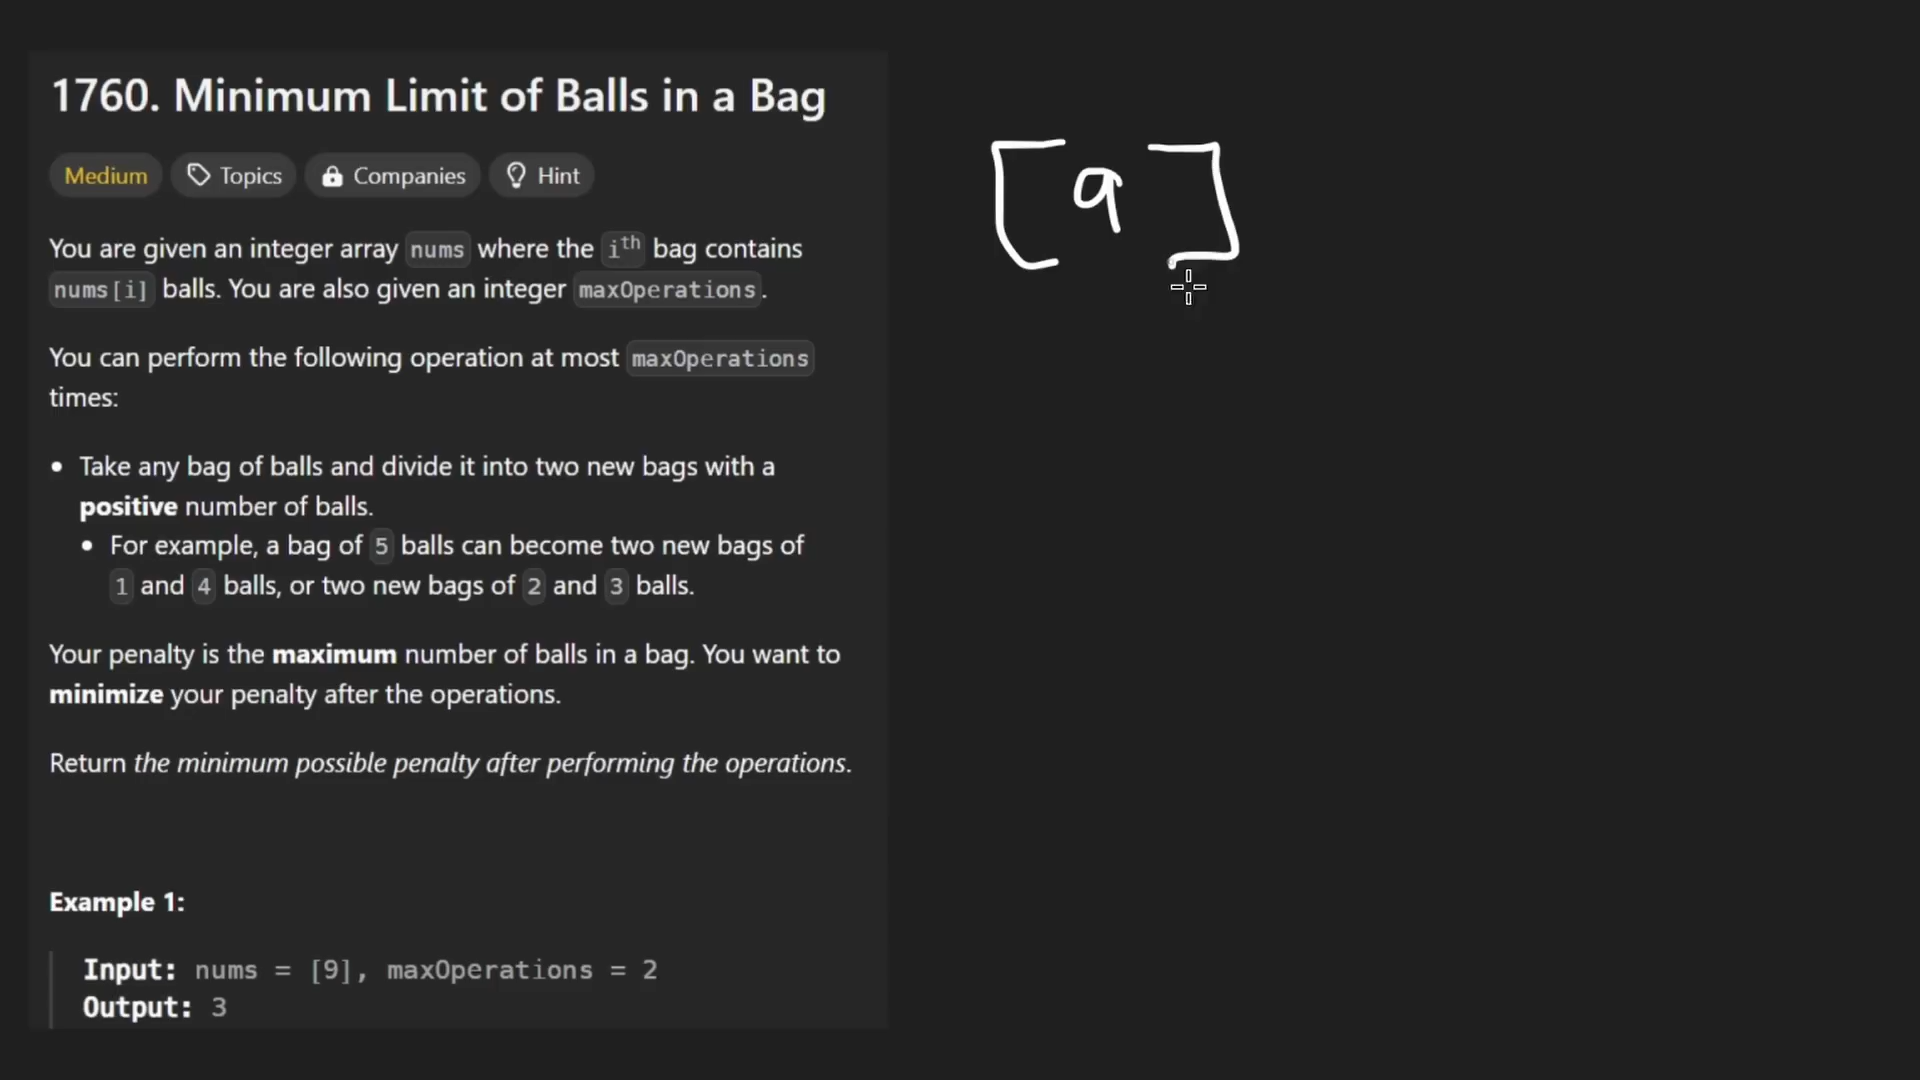 1760. Minimum Limit of Balls in a Bag
Medium Topics Companies Hint
You are given an integer array nums where the ith bag contains
nums[i] balls. You are also given an integer maxOperations.
You can perform the following operation at most maxOperations
times:
• Take any bag of balls and divide it into two new bags with a
positive number of balls.
• For example, a bag of 5 balls can become two new bags of
1 and 4 balls, or two new bags of 2 and 3 balls.
Your penalty is the maximum number of balls in a bag. You want to
minimize your penalty after the operations.
Return the minimum possible penalty after performing the operations.
Example 1:
Input: nums = [9], maxOperations = 2
Output: 3
[9]